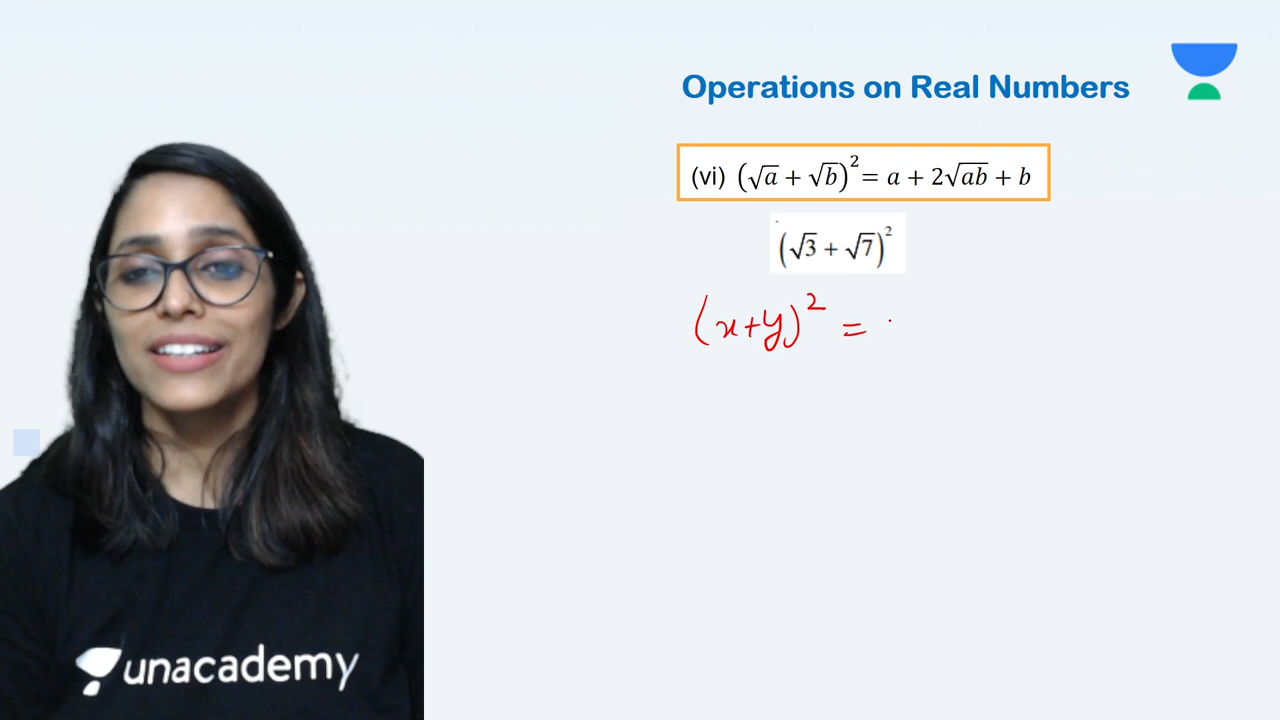 Operations on Real Numbers
(vi) (√a + √b)² = a + 2√ab + b
(√3 + √7)²
(x+y)² =
unacademy